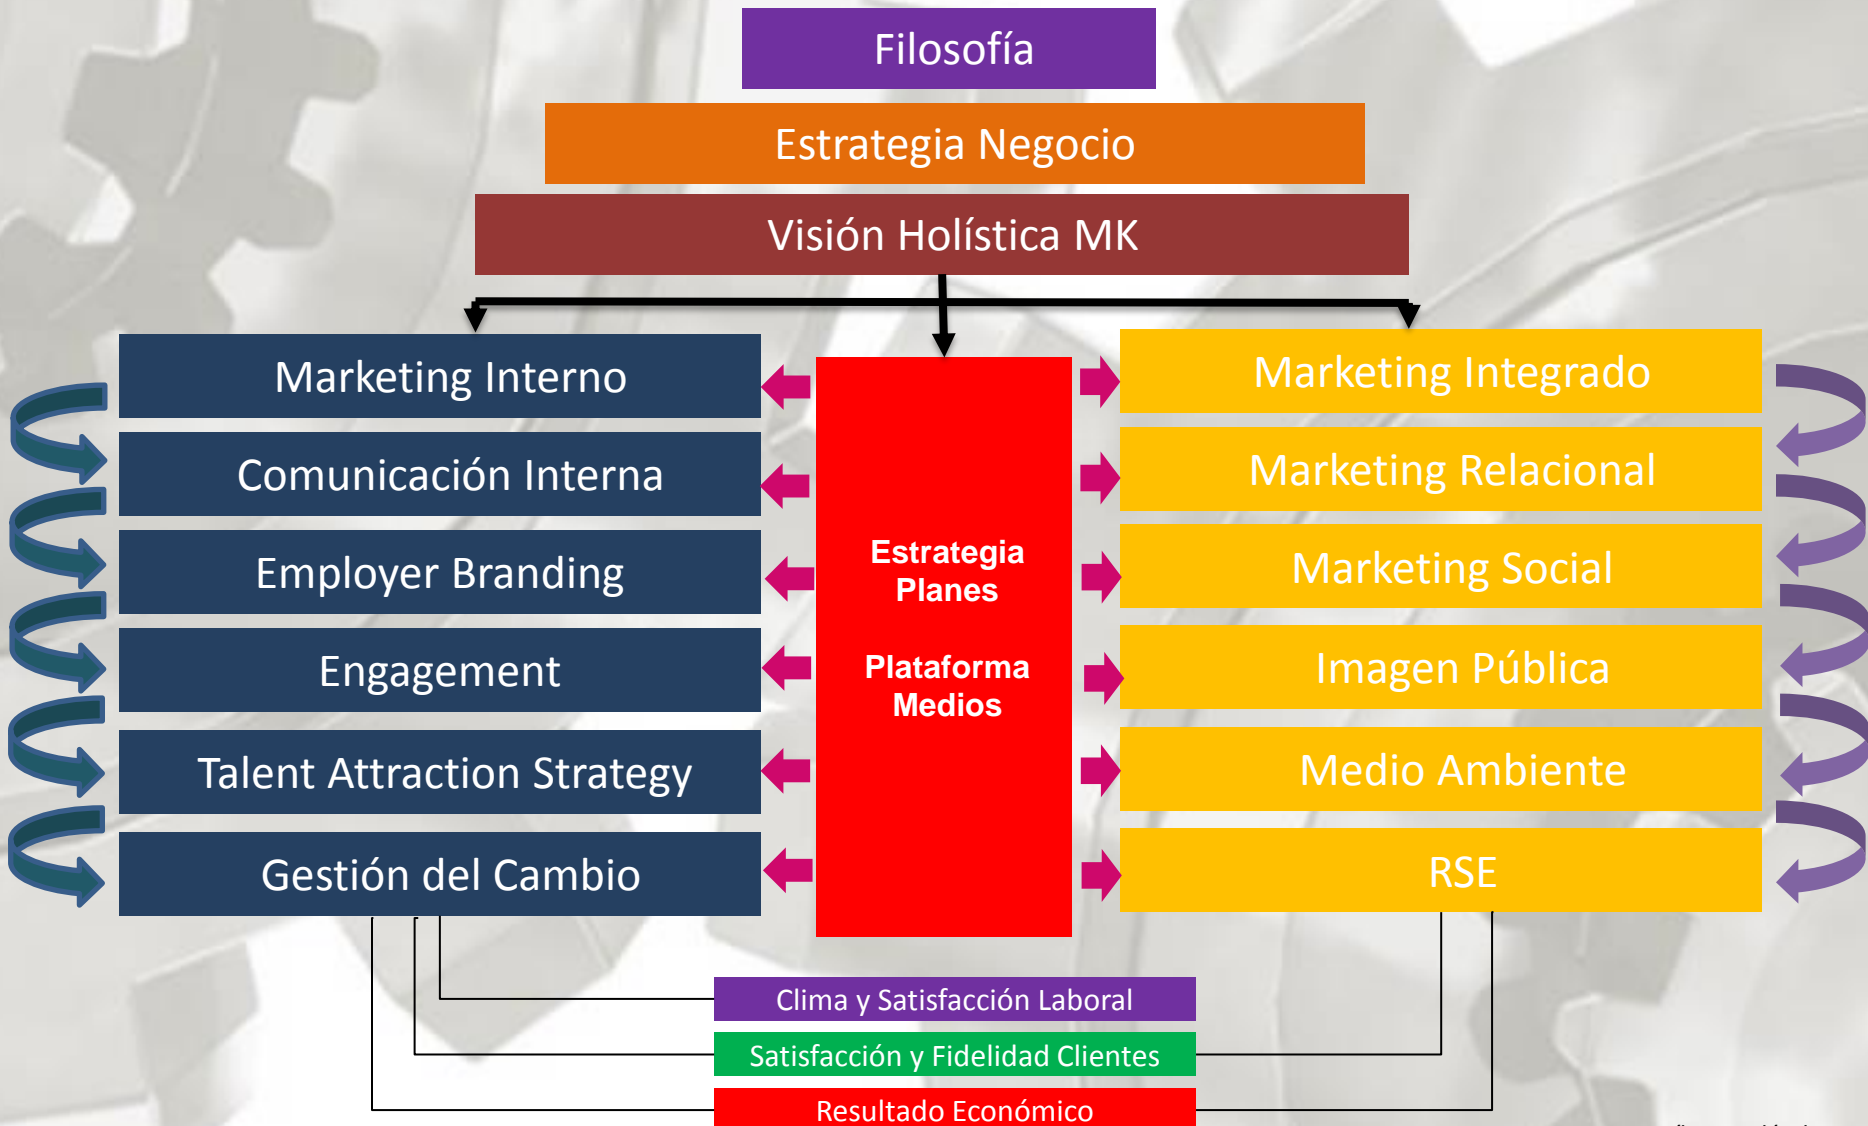 Filosofía
Estrategia Negocio
Visión Holística MK
Marketing Interno
Comunicación Interna
Employer Branding
Engagement
Talent Attraction Strategy
Gestión del Cambio
Estrategia
Planes
Plataforma
Medios
Marketing Integrado
Marketing Relacional
Marketing Social
Imagen Pública
Medio Ambiente
RSE
Clima y Satisfacción Laboral
Satisfacción y Fidelidad Clientes
Resultado Económico